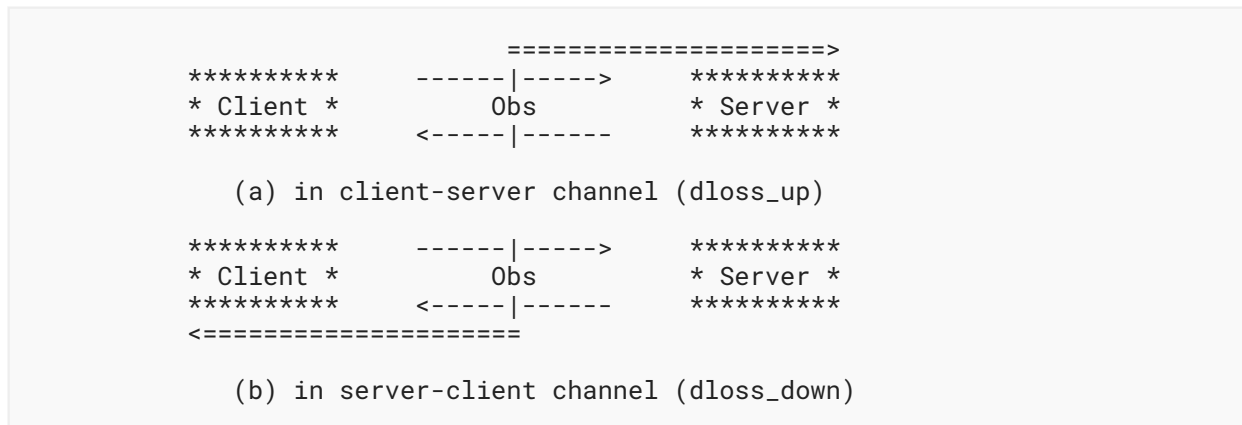 =====================>
**********     ------|----->     **********
* Client *          Obs          * Server *
**********     <-----|------     **********

   (a) in client-server channel (dloss_up)

**********     ------|----->     **********
* Client *          Obs          * Server *
**********     <-----|------     **********
<=====================

   (b) in server-client channel (dloss_down)